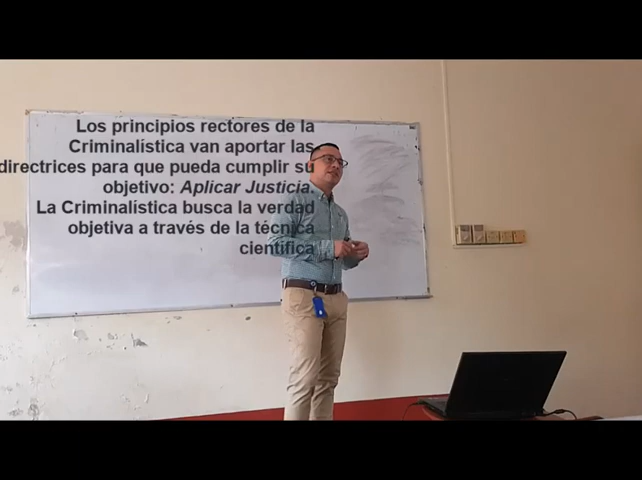 Los principios rectores de la
Criminalística van aportar las
directrices para que pueda cumplir su
objetivo: Aplicar Justicia.
La Criminalística busca la verdad
objetiva a través de la técnica
científica